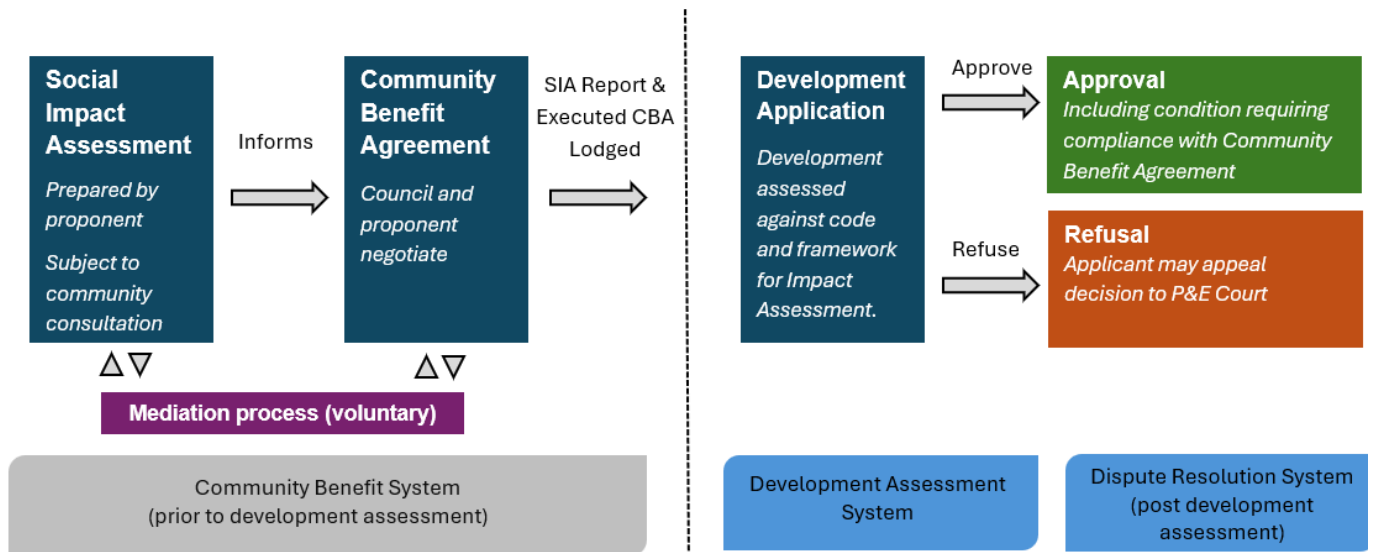 Social
Impact
Assessment
Prepared by
proponent
Subject to
community
consultation
Informs
Community
Benefit
Agreement
Council and
proponent
negotiate
SIA Report &
Executed CBA
Lodged
Mediation process (voluntary)
Community Benefit System
(prior to development assessment)
Development
Application
Development
assessed
against code
and framework
for Impact
Assessment.
Approve
Approval
Including condition requiring
compliance with Community
Benefit Agreement
Refuse
Refusal
Applicant may appeal
decision to P&E Court
Development Assessment
System
Dispute Resolution System
(post development
assessment)